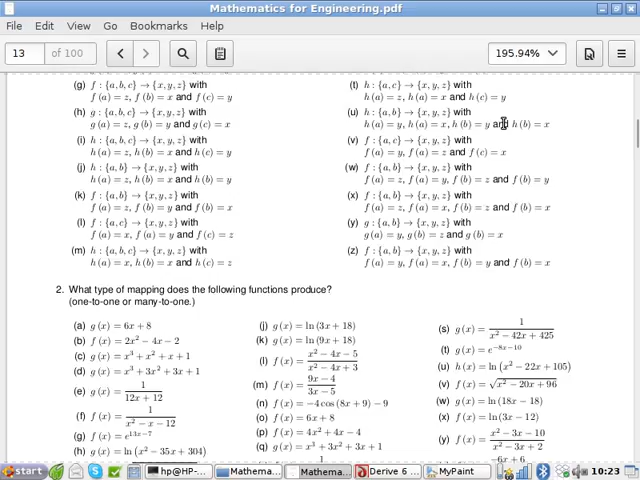 Mathematics for Engineering.pdf
File Edit View Go Bookmarks Help
13 of 100 195.94%
(g) f : {a, b, c} → {x, y, z} with
f (a) = z, f (b) = x and f (c) = y
(h) g : {a, b, c} → {x, y, z} with
g (a) = z, g (b) = y and g (c) = x
(i) h : {a, b, c} → {x, y, z} with
h (a) = z, h (b) = x and h (c) = y
(j) h : {a, b} → {x, y, z} with
h (a) = z, h (b) = x and h (b) = y
(k) f : {a, b} → {x, y, z} with
f (a) = z, f (b) = y and f (b) = x
(l) f : {a, c} → {x, y, z} with
f (a) = x, f (a) = y and f (c) = z
(m) h : {a, b, c} → {x, y, z} with
h (a) = x, h (b) = x and h (c) = z
(t) h : {a, c} → {x, y, z} with
h (a) = z, h (a) = x and h (c) = y
(u) h : {a, b} → {x, y, z} with
h (a) = y, h (a) = x, h (b) = y and h (b) = x
(v) f : {a, c} → {x, y, z} with
f (a) = y, f (a) = z and f (c) = x
(w) f : {a, b} → {x, y, z} with
f (a) = z, f (a) = y, f (b) = z and f (b) = y
(x) f : {a, b} → {x, y, z} with
f (a) = z, f (a) = x, f (b) = z and f (b) = x
(y) g : {a, b} → {x, y, z} with
g (a) = y, g (b) = z and g (b) = x
(z) f : {a, b} → {x, y, z} with
f (a) = y, f (a) = x, f (b) = y and f (b) = x
2. What type of mapping does the following functions produce?
(one-to-one or many-to-one.)
(a) g (x) = 6x + 8
(b) f (x) = 2x² − 4x − 2
(c) g (x) = x³ + x² + x + 1
(d) g (x) = x³ + 3x² + 3x + 1
(e) g (x) = 1 / (12x + 12)
(f) f (x) = 1 / (x² − x − 12)
(g) f (x) = e^(13x−7)
(h) g (x) = ln (x² − 35x + 304)
(j) g (x) = ln (3x + 18)
(k) g (x) = ln (9x + 18)
(l) f (x) = (x² − 4x − 5) / (x² − 4x + 3)
(m) f (x) = (9x − 4) / (3x − 5)
(n) f (x) = −4 cos (8x + 9) − 9
(o) f (x) = 6x + 8
(p) f (x) = 4x² + 4x − 4
(q) g (x) = x³ + 3x² + 3x + 1
1
(s) g (x) = 1 / (x² − 42x + 425)
(t) g (x) = e^(−8x−10)
(u) h (x) = ln (x² − 22x + 105)
(v) f (x) = √(x² − 20x + 96)
(w) g (x) = ln (18x − 18)
(x) f (x) = ln (3x − 12)
(y) f (x) = (x² − 3x − 10) / (x² − 3x + 2)
−6x + 6
start hp@HP-... Mathema... Mathema... Derive 6 ... MyPaint 10:23